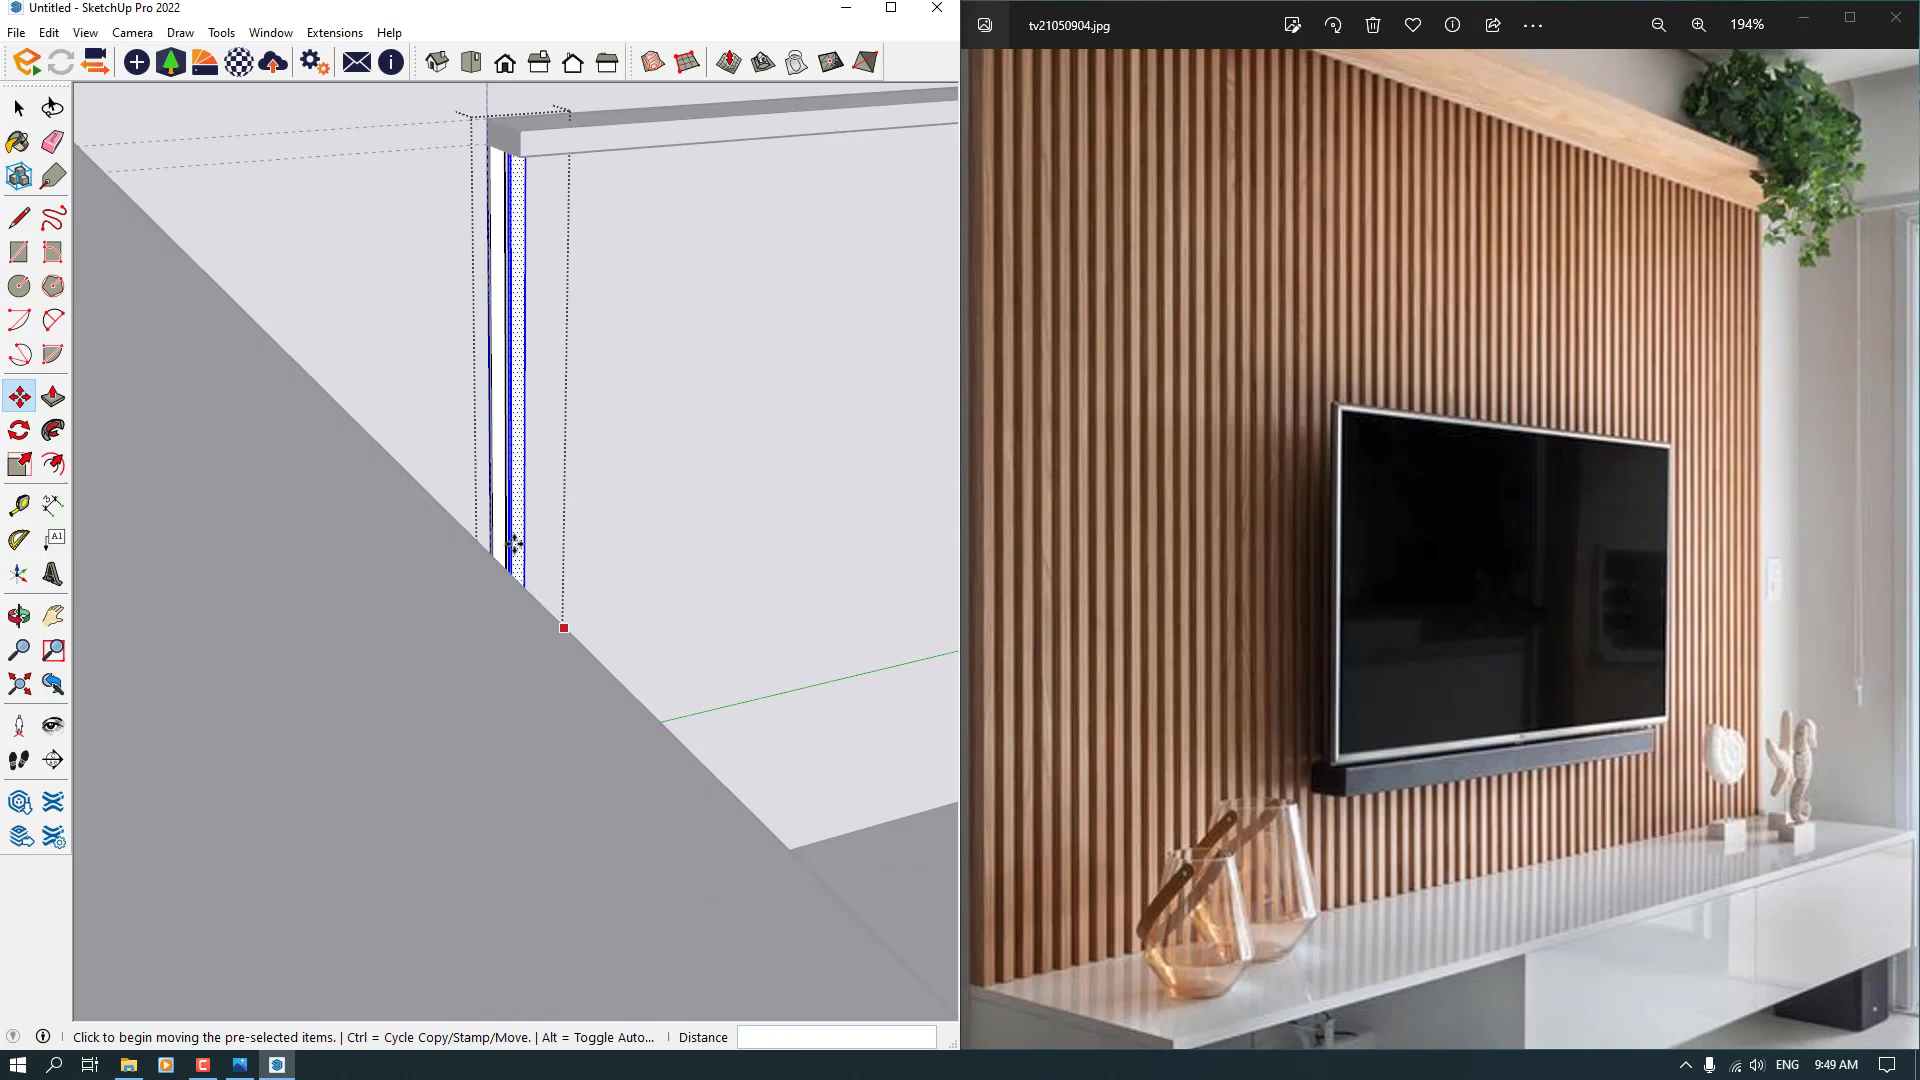 Untitled - SketchUp Pro 2022
File Edit View Camera Draw Tools Window Extensions Help
A1
Click to begin moving the pre-selected items. | Ctrl = Cycle Copy/Stamp/Move. | Alt = Toggle Auto...
Distance
tv21050904.jpg
194%
ENG
9:49 AM